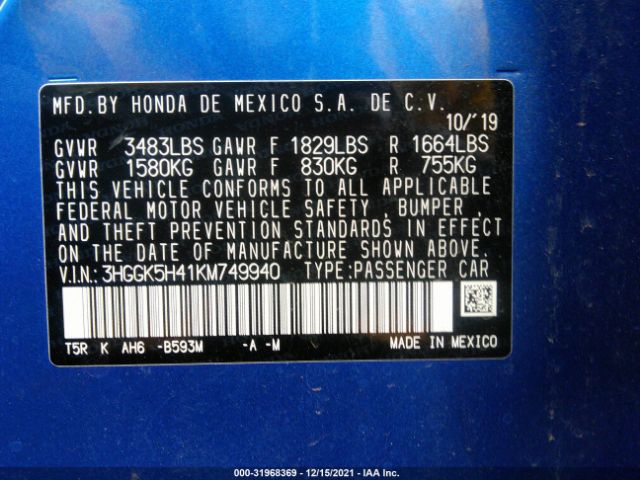 MFD. BY HONDA DE MEXICO S.A. DE C.V.
10/'19
GVWR 3483LBS GAWR F 1829LBS R 1664LBS
GVWR 1580KG GAWR F 830KG R 755KG
THIS VEHICLE CONFORMS TO ALL APPLICABLE
FEDERAL MOTOR VEHICLE SAFETY , BUMPER ,
AND THEFT PREVENTION STANDARDS IN EFFECT
ON THE DATE OF MANUFACTURE SHOWN ABOVE.
V.I.N.: 3HGGK5H41KM749940 TYPE:PASSENGER CAR
T5R K AH6 -B593M -A -M MADE IN MEXICO
000-31968369 - 12/15/2021 - IAA Inc.